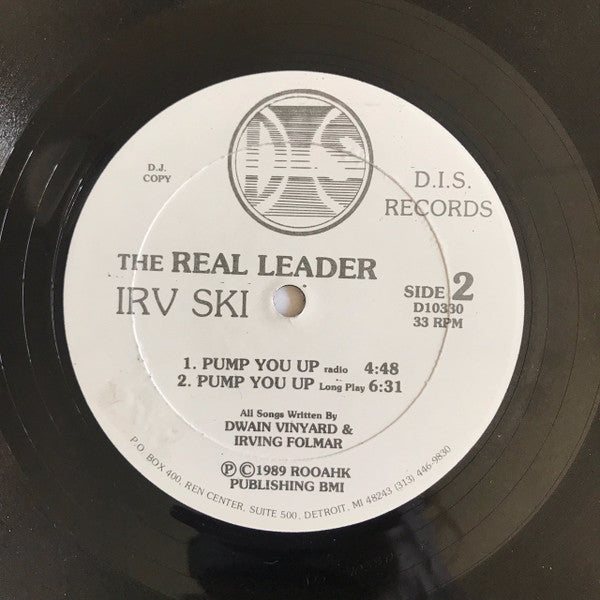 DIS
D.J.
COPY
D.I.S.
RECORDS
THE REAL LEADER
IRV SKI
SIDE 2
D10330
33 RPM
1. PUMP YOU UP radio 4:48
2. PUMP YOU UP Long Play 6:31
All Songs Written By
DWAIN VINYARD &
IRVING FOLMAR
Ⓟ ©1989 ROOAHK
PUBLISHING BMI
P.O. BOX 400, REN CENTER, SUITE 500, DETROIT, MI 48243 (313) 446-9830